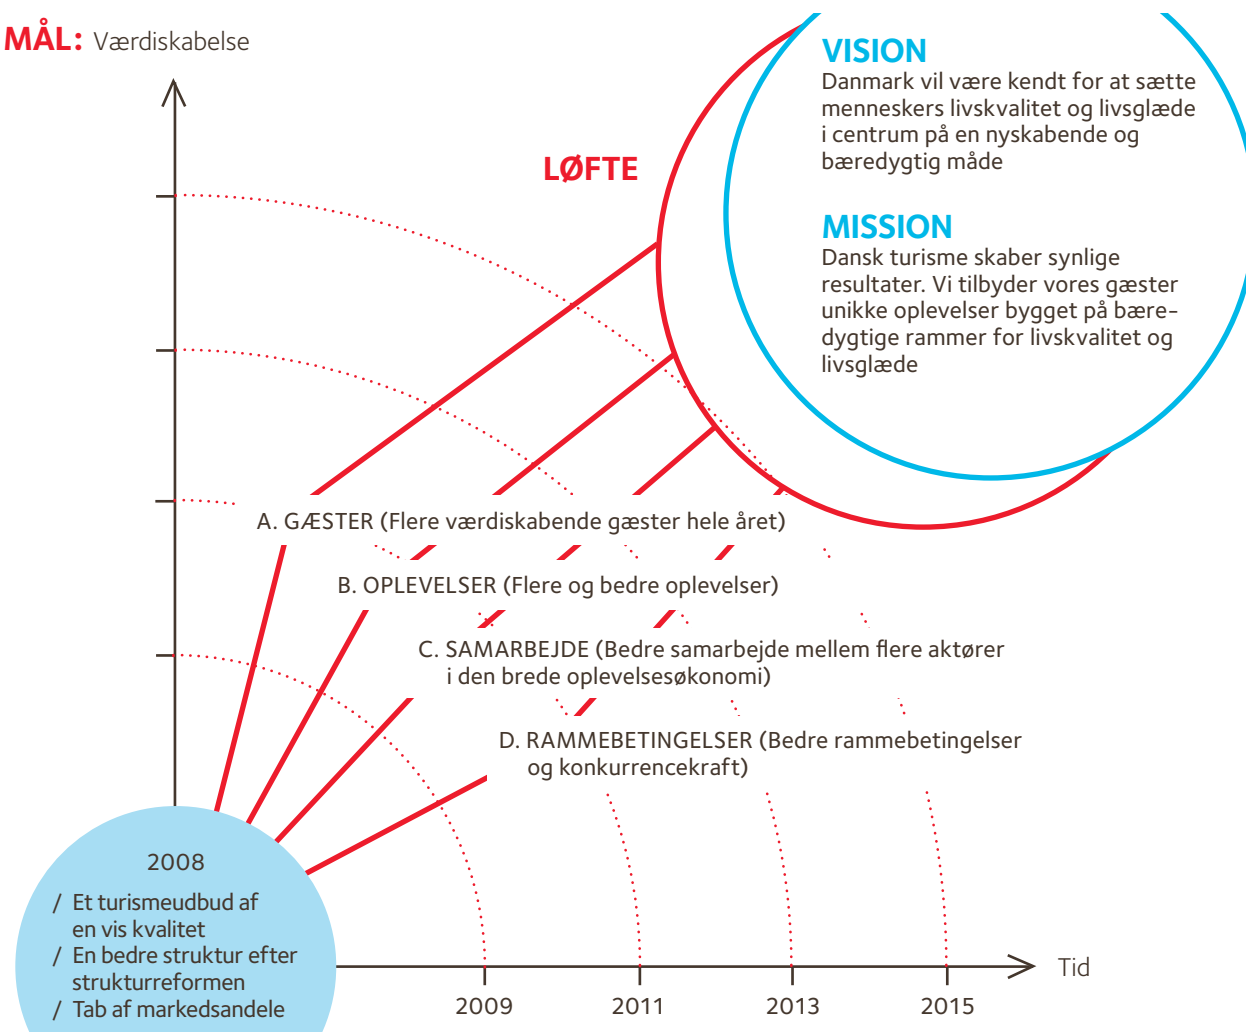 MÅL: Værdiskabelse
VISION
Danmark vil være kendt for at sætte
menneskers livskvalitet og livsglæde
i centrum på en nyskabende og
bæredygtig måde
LØFTE
MISSION
Dansk turisme skaber synlige
resultater. Vi tilbyder vores gæster
unikke oplevelser bygget på bære-
dygtige rammer for livskvalitet og
livsglæde
A. GÆSTER (Flere værdiskabende gæster hele året)
B. OPLEVELSER (Flere og bedre oplevelser)
C. SAMARBEJDE (Bedre samarbejde mellem flere aktører
i den brede oplevelsesøkonomi)
D. RAMMEBETINGELSER (Bedre rammebetingelser
og konkurrencekraft)
2008
/ Et turismeudbud af
en vis kvalitet
/ En bedre struktur efter
strukturreformen
/ Tab af markedsandele
Tid
2009
2011
2013
2015